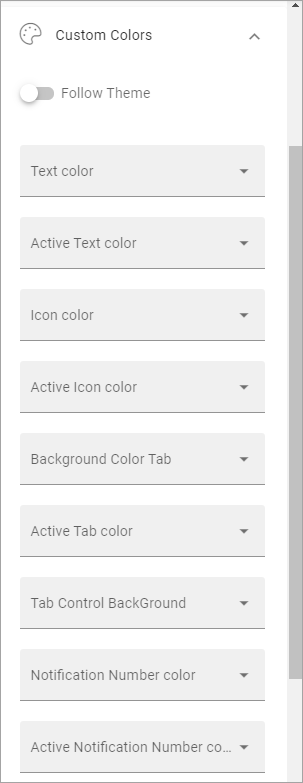 Custom Colors
Follow Theme
Text color
Active Text color
Icon color
Active Icon color
Background Color Tab
Active Tab color
Tab Control BackGround
Notification Number color
Active Notification Number co...